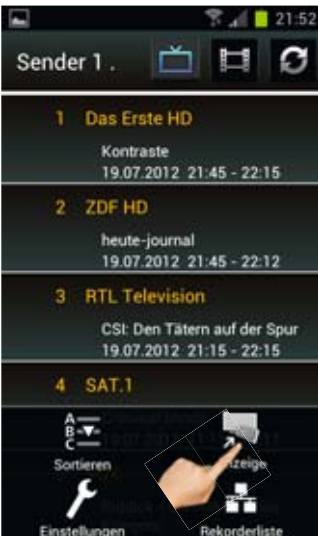 21:52
Sender 1 .
1 Das Erste HD
Kontraste
19.07.2012 21:45 - 22:15
2 ZDF HD
heute-journal
19.07.2012 21:45 - 22:12
3 RTL Television
CSI: Den Tätern auf der Spur
19.07.2012 21:15 - 22:15
4 SAT.1
A
B
C
Sortieren
Einstellungen
Rekorderliste